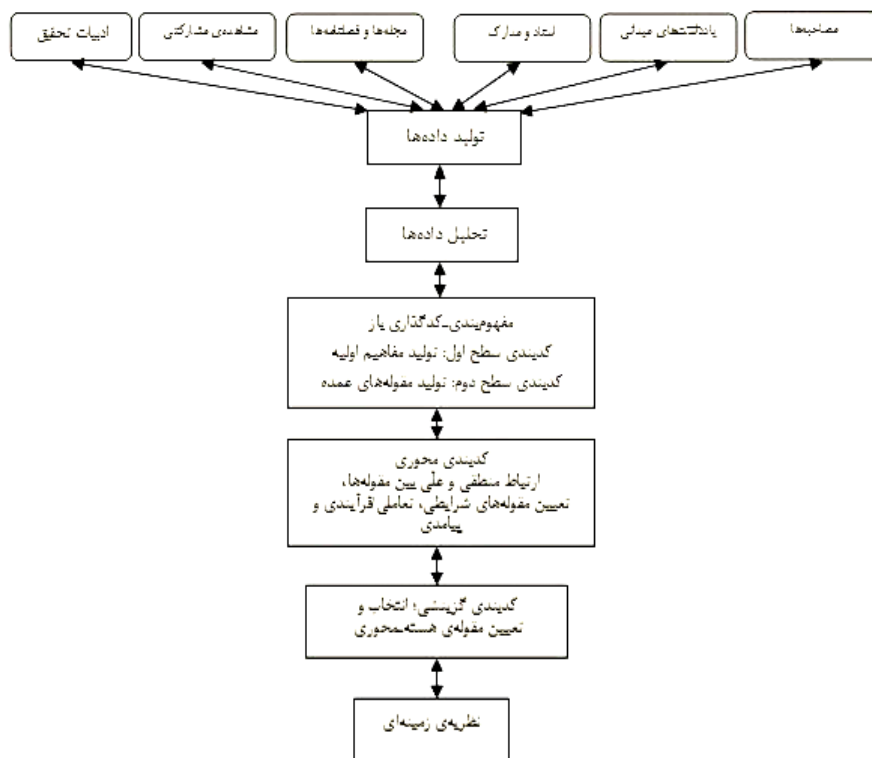 مصاحبه‌ها
یادداشت‌های میدانی
اسناد و مدارک
مجله‌ها و فصلنامه‌ها
مشاهده‌ی مشارکتی
ادبیات تحقیق
تولید داده‌ها
تحلیل داده‌ها
مفهوم‌بندی-کدگذاری باز
کدبندی سطح اول: تولید مفاهیم اولیه
کدبندی سطح دوم: تولید مقوله‌های عمده
کدبندی محوری
ارتباط منطقی و علّی بین مقوله‌ها،
تعیین مقوله‌های شرایطی، تعاملی فرآیندی و
پیامدی
کدبندی گزینشی؛ انتخاب و
تعیین مقوله‌ی هسته-محوری
نظریه‌ی زمینه‌ای